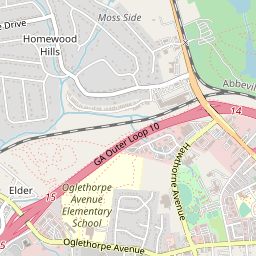 Moss Side
e Drive
Homewood
Hills
Abbevil
14
GA Outer Loop 10
Hawthorne Avenue
Elder
15
Oglethorpe
Avenue
Elementary
School
5
Oglethorpe Avenue